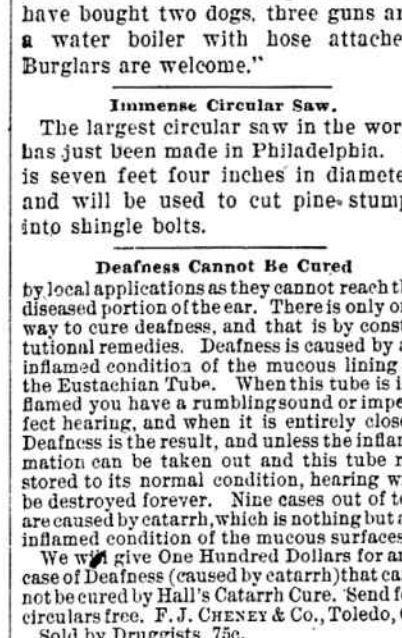 have bought two dogs, three guns an
a water boiler with hose attache
Burglars are welcome."
Immense Circular Saw.
The largest circular saw in the wor
has just been made in Philadelphia.
is seven feet four inches in diamete
and will be used to cut pine stump
into shingle bolts.
Deafness Cannot Be Cured
by local applications as they cannot reach th
diseased portion of the ear. There is only on
way to cure deafness, and that is by const
tutional remedies. Deafness is caused by a
inflamed condition of the mucous lining
the Eustachian Tube. When this tube is i
flamed you have a rumbling sound or impe
fect hearing, and when it is entirely close
Deafness is the result, and unless the inflam
mation can be taken out and this tube r
stored to its normal condition, hearing w
be destroyed forever. Nine cases out of te
are caused by catarrh, which is nothing but a
inflamed condition of the mucous surfaces
We will give One Hundred Dollars for an
case of Deafness (caused by catarrh) that ca
not be cured by Hall's Catarrh Cure. Send f
circulars free. F. J. CHENEY & Co., Toledo,
Sold by Druggists, 75c.